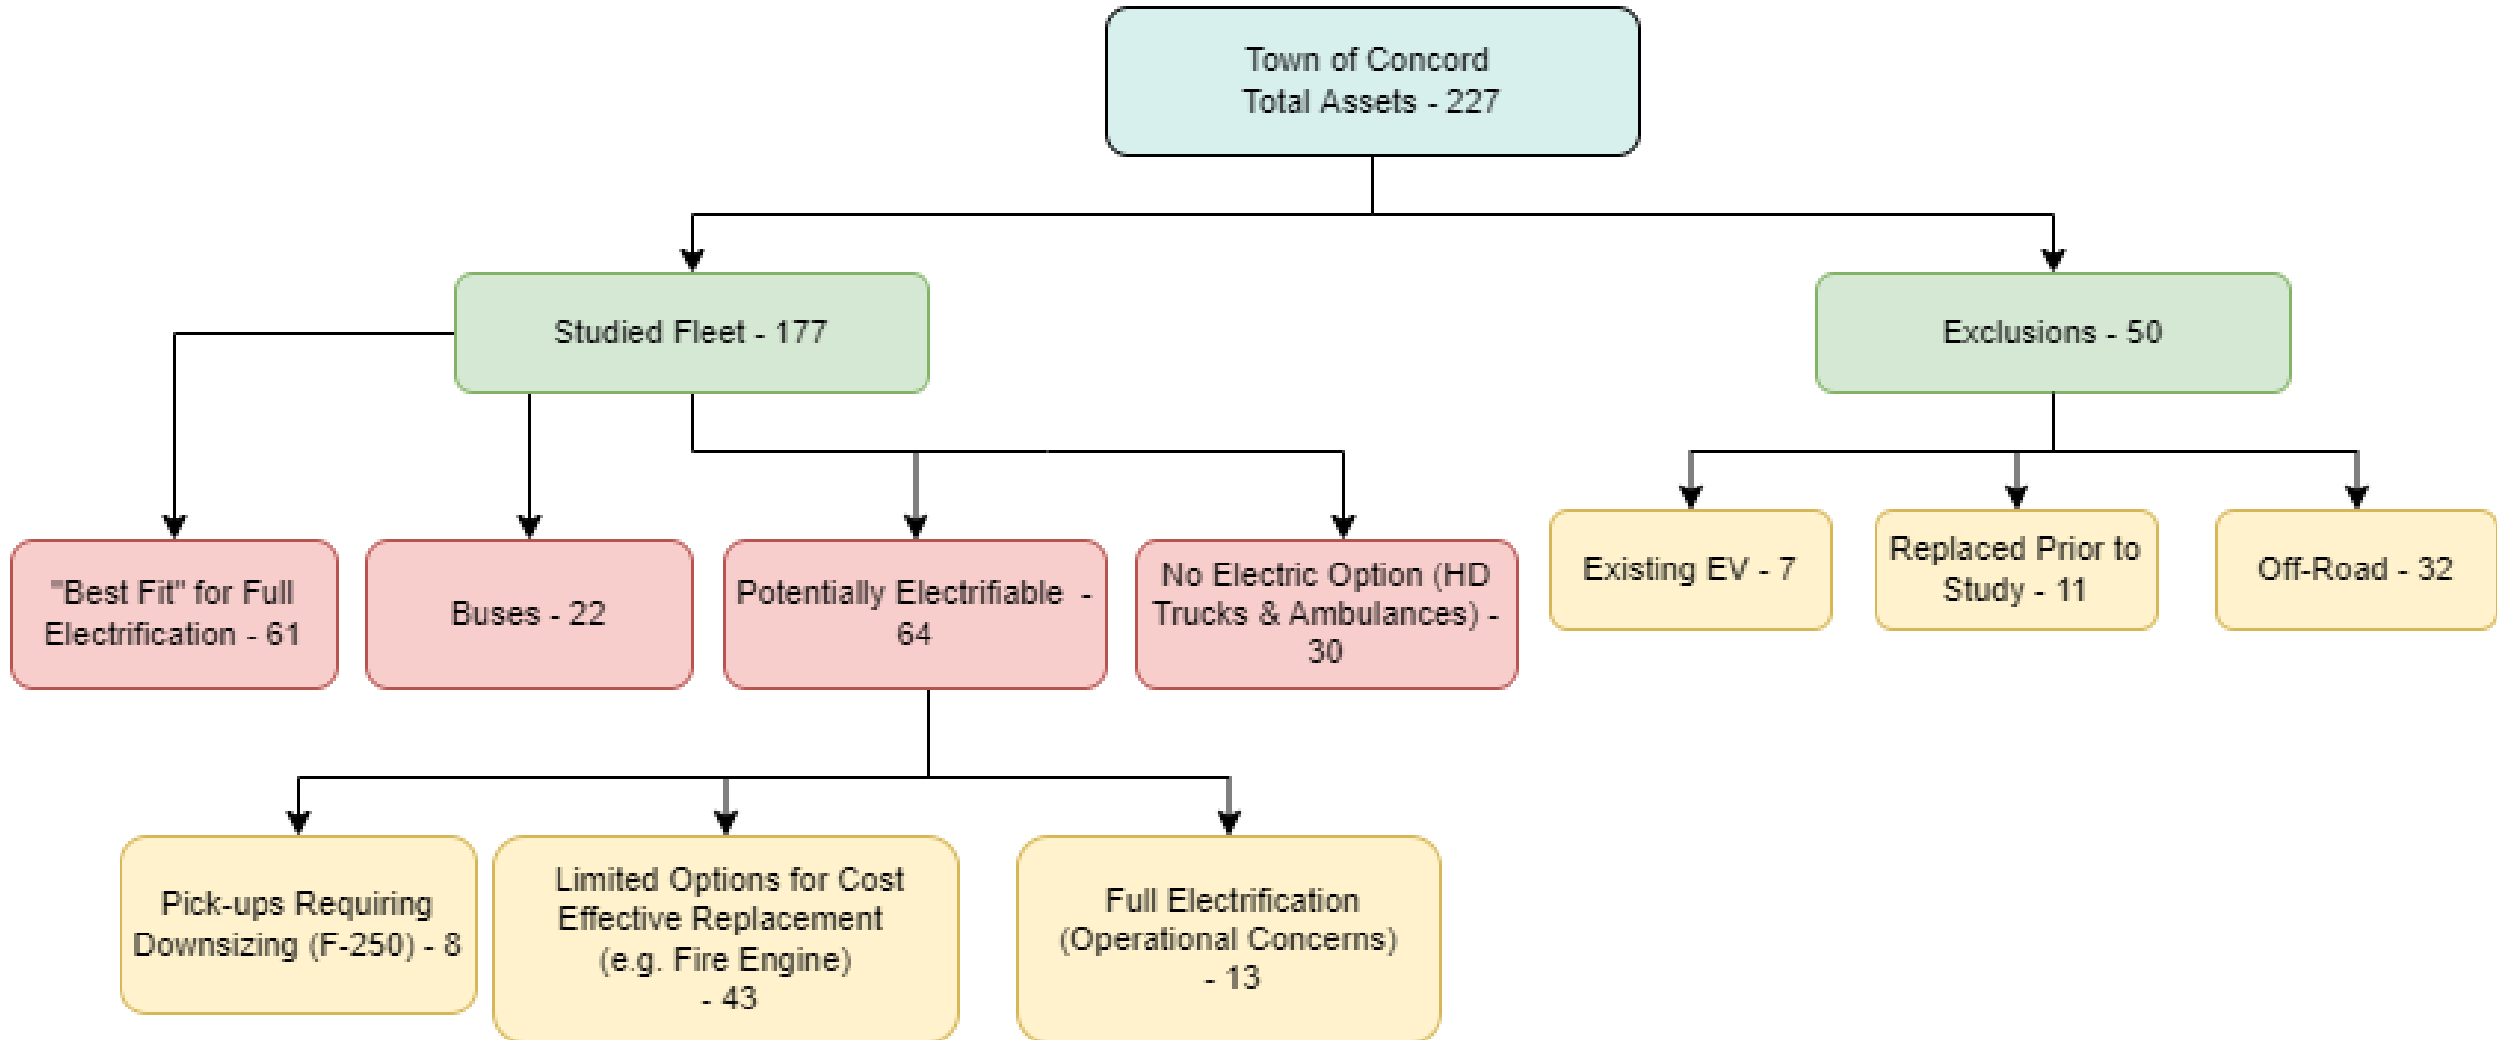 Town of Concord
Total Assets - 227
Studied Fleet - 177
Exclusions - 50
"Best Fit" for Full
Electrification - 61
Buses - 22
Potentially Electrifiable -
64
No Electric Option (HD
Trucks & Ambulances) -
30
Existing EV - 7
Replaced Prior to
Study - 11
Off-Road - 32
Pick-ups Requiring
Downsizing (F-250) - 8
Limited Options for Cost
Effective Replacement
(e.g. Fire Engine)
- 43
Full Electrification
(Operational Concerns)
- 13